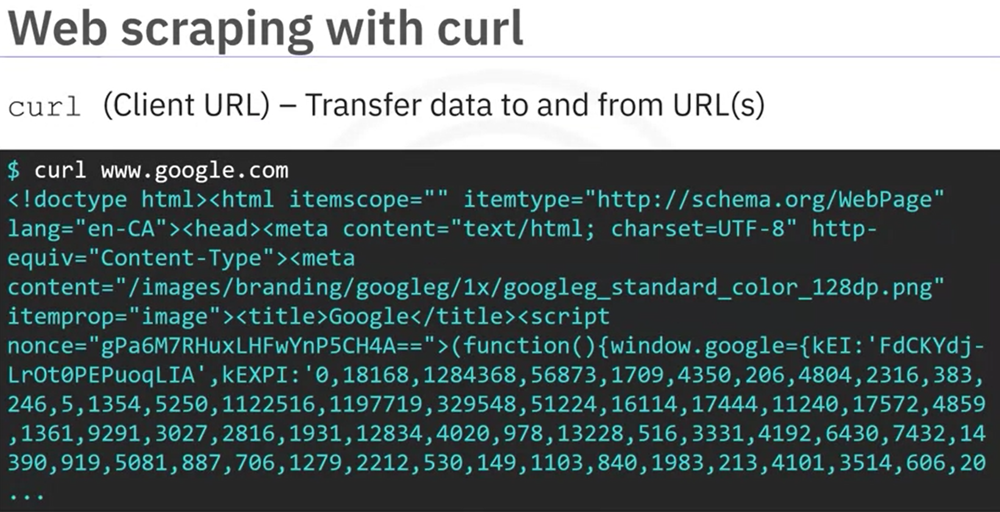 Web scraping with curl
curl (Client URL) – Transfer data to and from URL(s)
$ curl www.google.com
<!doctype html><html itemscope="" itemtype="http://schema.org/WebPage"
lang="en-CA"><head><meta content="text/html; charset=UTF-8" http-
equiv="Content-Type"><meta
content="/images/branding/googleg/1x/googleg_standard_color_128dp.png"
itemprop="image"><title>Google</title><script
nonce="gPa6M7RHuxLHFwYnP5CH4A==">(function(){window.google={kEI:'FdCKYdj-
LrOt0PEPuoqLIA',kEXPI:'0,18168,1284368,56873,1709,4350,206,4804,2316,383,
246,5,1354,5250,1122516,1197719,329548,51224,16114,17444,11240,17572,4859
,1361,9291,3027,2816,1931,12834,4020,978,13228,516,3331,4192,6430,7432,14
390,919,5081,887,706,1279,2212,530,149,1103,840,1983,213,4101,3514,606,20
...